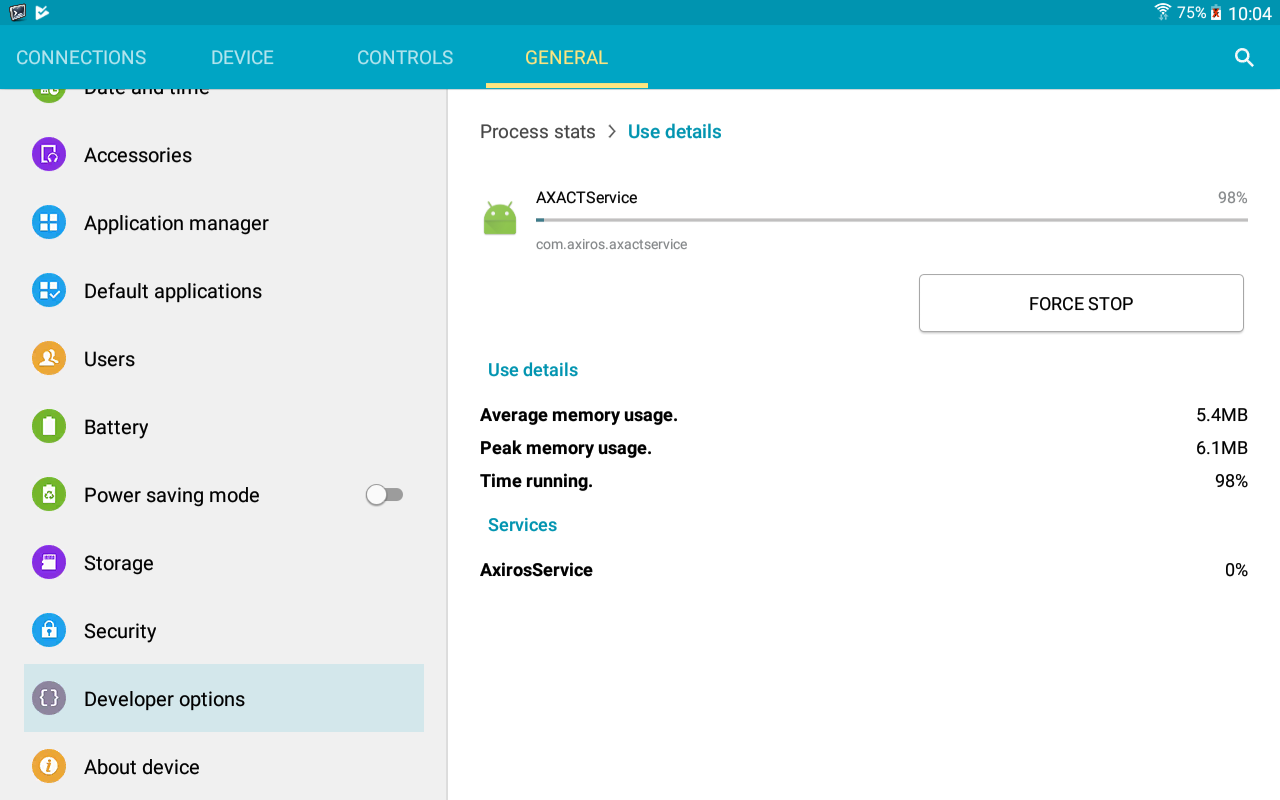 75% 10:04
CONNECTIONS DEVICE CONTROLS GENERAL
Date and time
Accessories
Application manager
Default applications
Users
Battery
Power saving mode
Storage
Security
Developer options
About device
Process stats > Use details
AXACTService 98%
com.axiros.axactservice
FORCE STOP
Use details
Average memory usage. 5.4MB
Peak memory usage. 6.1MB
Time running. 98%
Services
AxirosService 0%